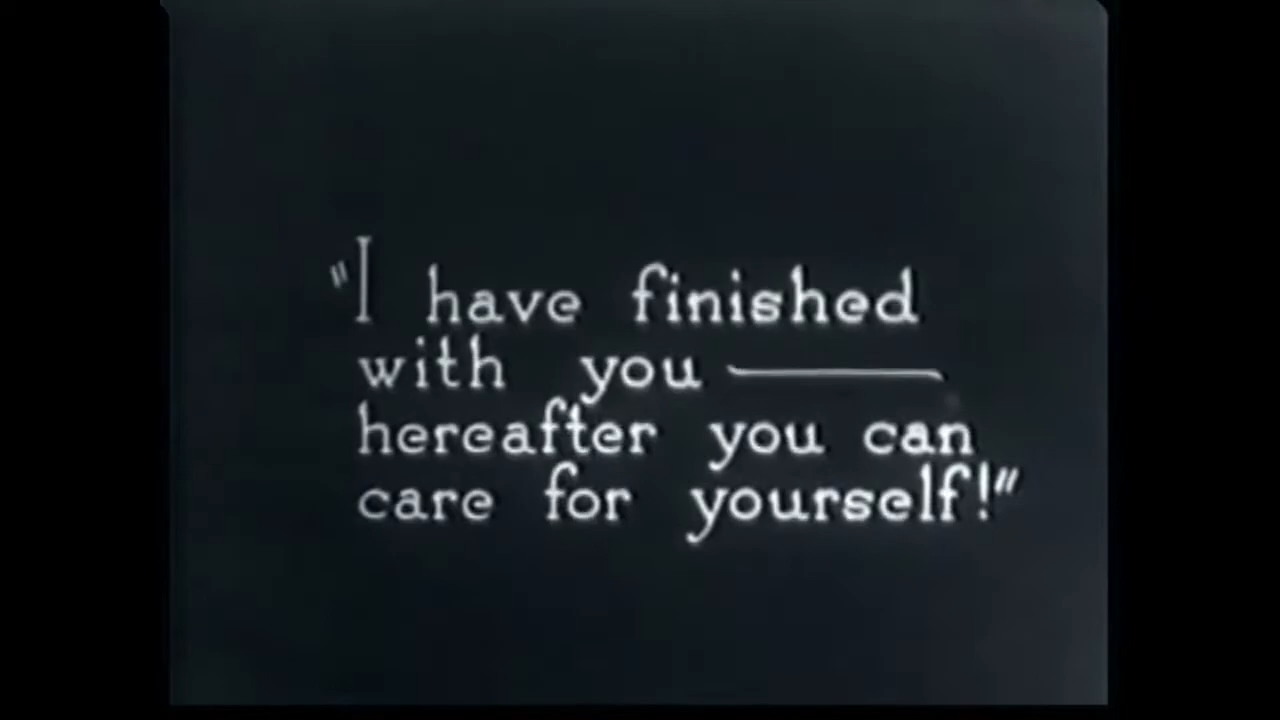 "I have finished
with you ——
hereafter you can
care for yourself!"